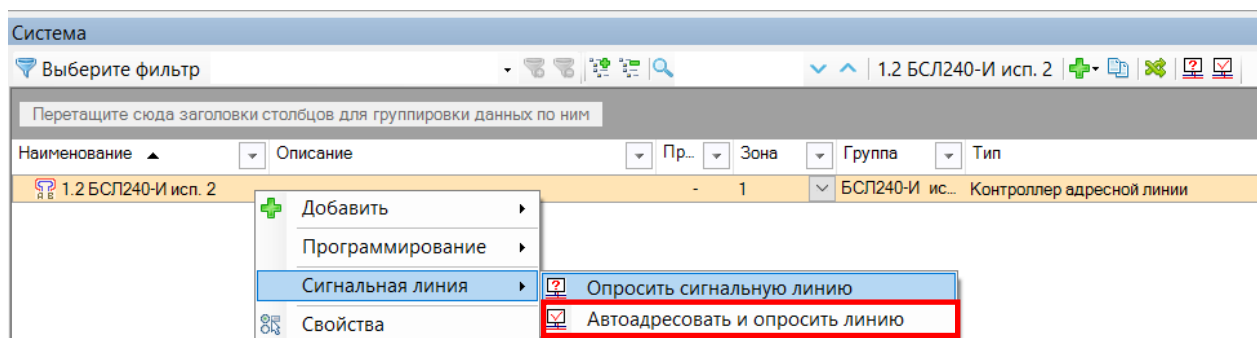 Система
Выберите фильтр
1.2 БСЛ240-И исп. 2
Перетащите сюда заголовки столбцов для группировки данных по ним
Наименование Описание Пр... Зона Группа Тип
1.2 БСЛ240-И исп. 2 - 1 БСЛ240-И ис... Контроллер адресной линии
Добавить
Программирование
Сигнальная линия
Опросить сигнальную линию
Автоадресовать и опросить линию
Свойства